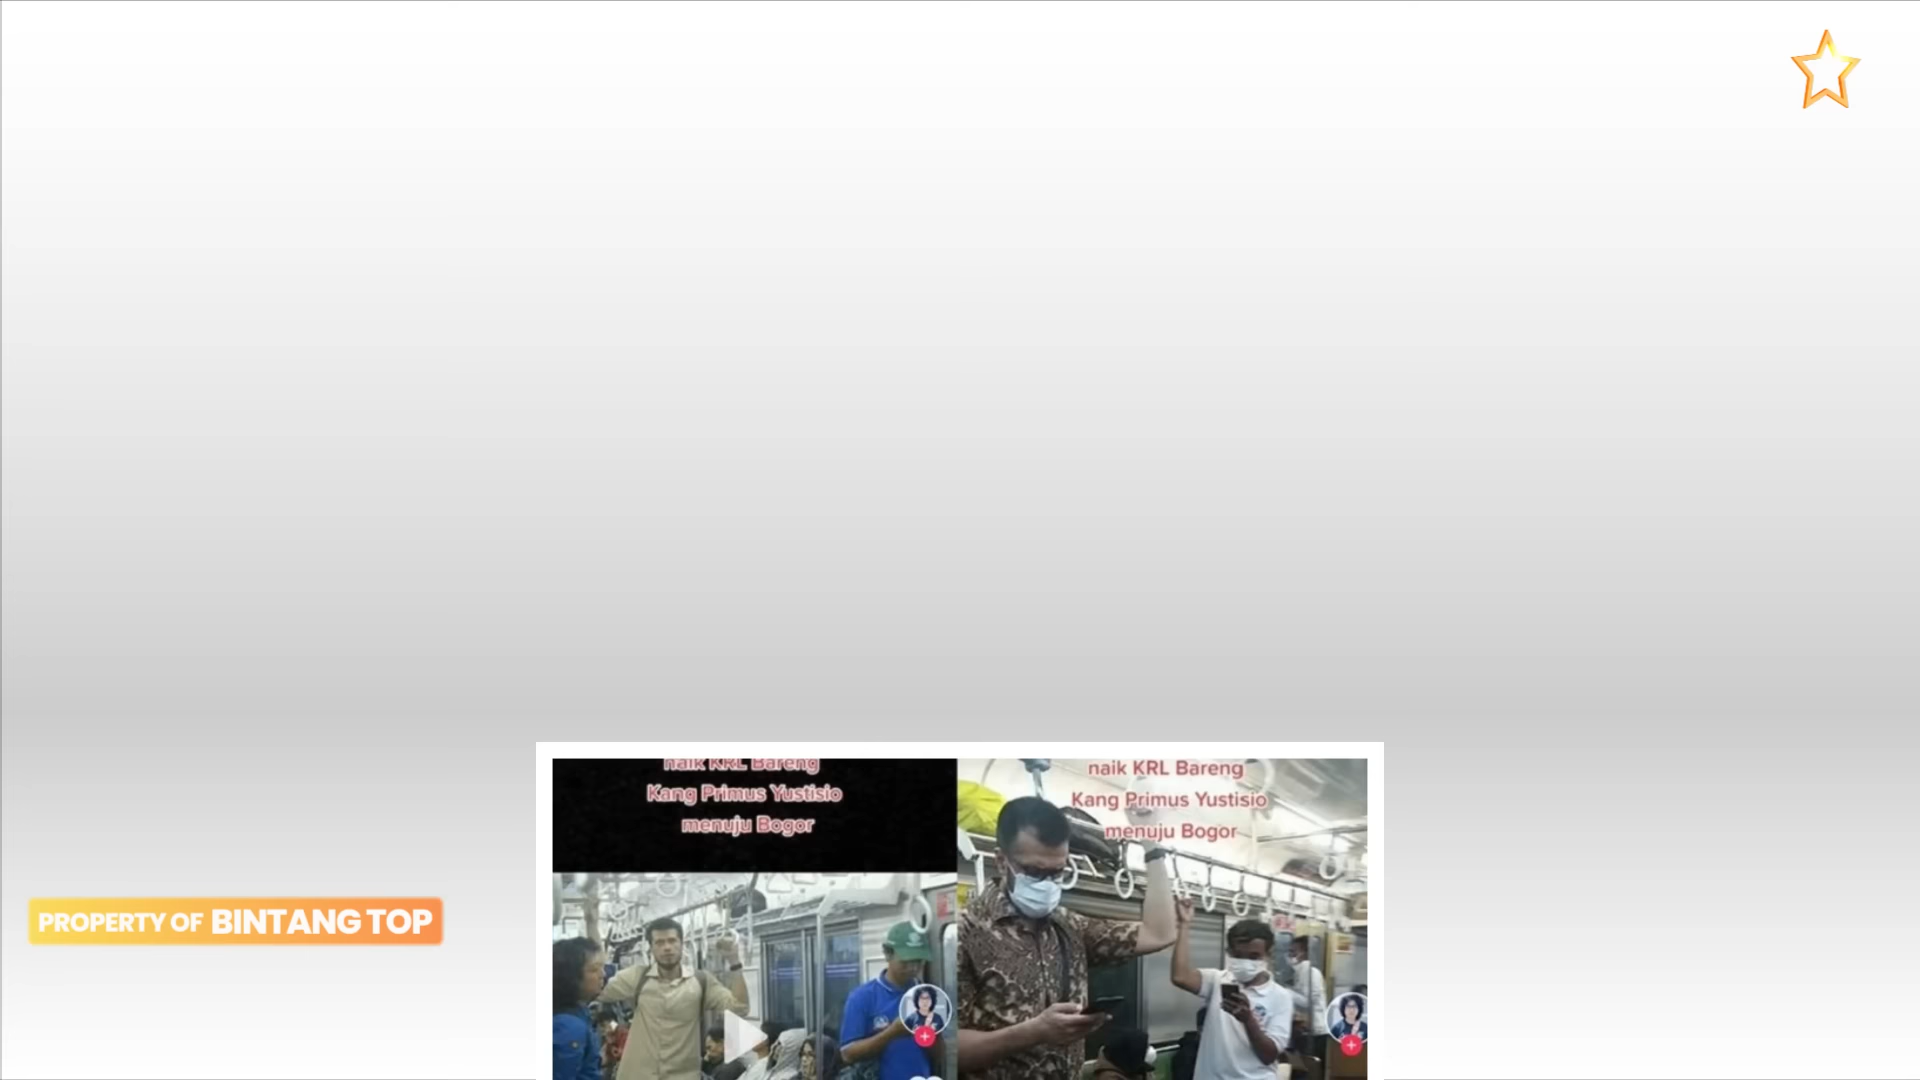 naik KRL Bareng
Kang Primus Yustisio
menuju Bogor
naik KRL Bareng
Kang Primus Yustisio
menuju Bogor
PROPERTY OF BINTANG TOP